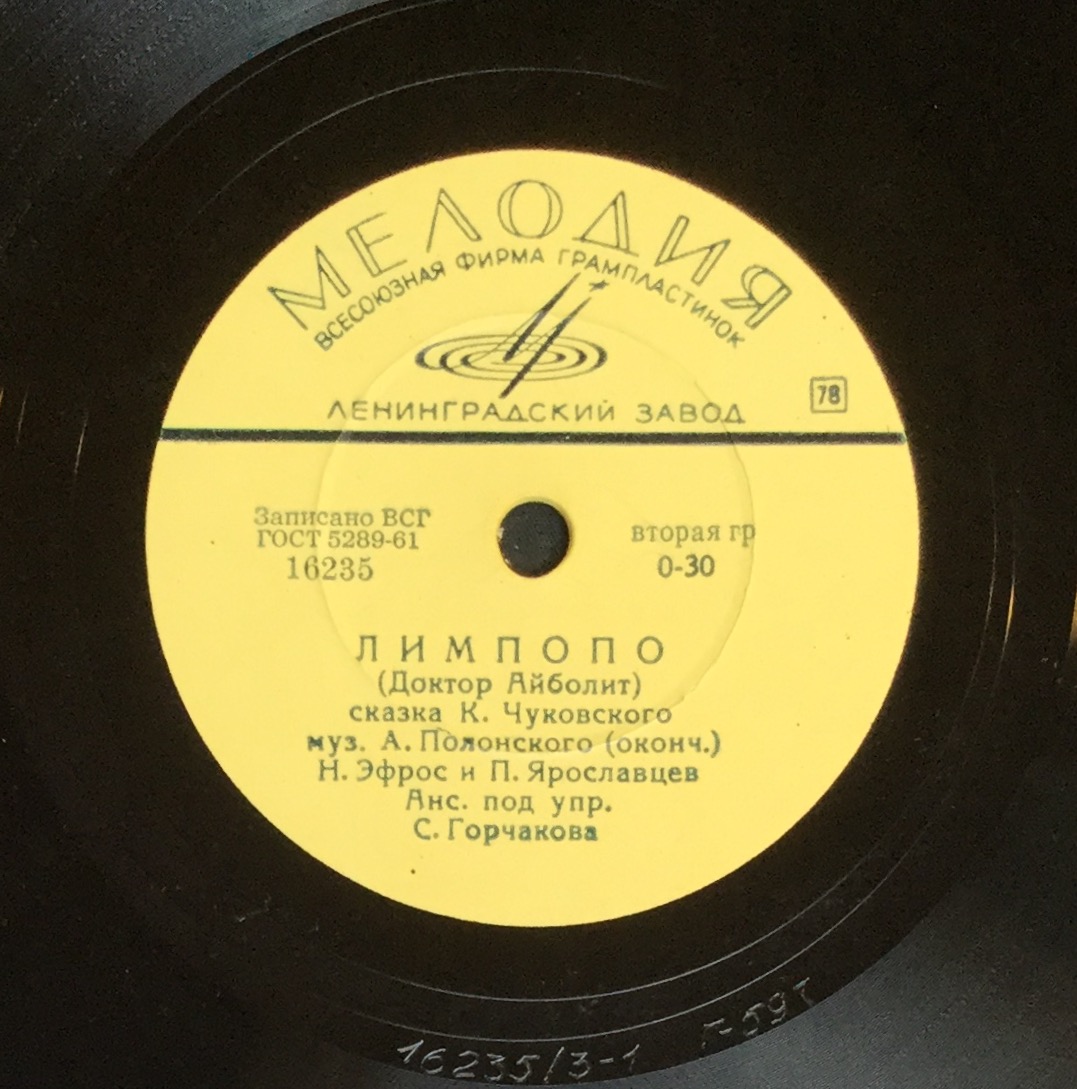 МЕЛОДИЯ
ВСЕСОЮЗНАЯ ФИРМА ГРАМПЛАСТИНОК
78
ЛЕНИНГРАДСКИЙ ЗАВОД
Записано ВСГ
ГОСТ 5289-61
16235
вторая гр
0-30
ЛИМПОПО
(Доктор Айболит)
сказка К. Чуковского
муз. А. Полонского (оконч.)
Н. Эфрос и П. Ярославцев
Анс. под упр.
С. Горчакова
16235/3-1